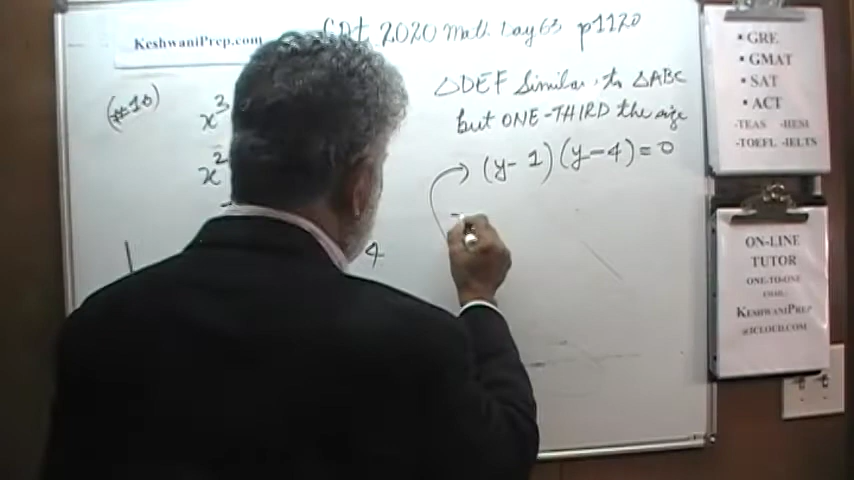 KeshwaniPrep.com
2020 Math Day 63 p1120
(#10)
x³
x²
4
△DEF Similar to △ABC
but ONE-THIRD the size
(y-1)(y-4)=0
• GRE
• GMAT
• SAT
• ACT
-TEAS -HESI
-TOEFL -IELTS
ON-LINE
TUTOR
ONE-TO-ONE
KESHWANIPREP
@ICLOUD.COM